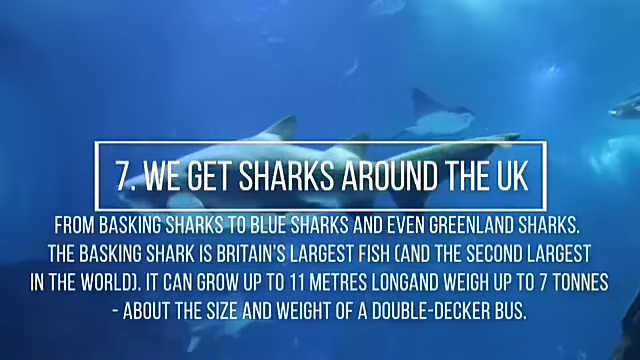 7. WE GET SHARKS AROUND THE UK
FROM BASKING SHARKS TO BLUE SHARKS AND EVEN GREENLAND SHARKS.
THE BASKING SHARK IS BRITAIN'S LARGEST FISH (AND THE SECOND LARGEST
IN THE WORLD). IT CAN GROW UP TO 11 METRES LONGAND WEIGH UP TO 7 TONNES
- ABOUT THE SIZE AND WEIGHT OF A DOUBLE-DECKER BUS.